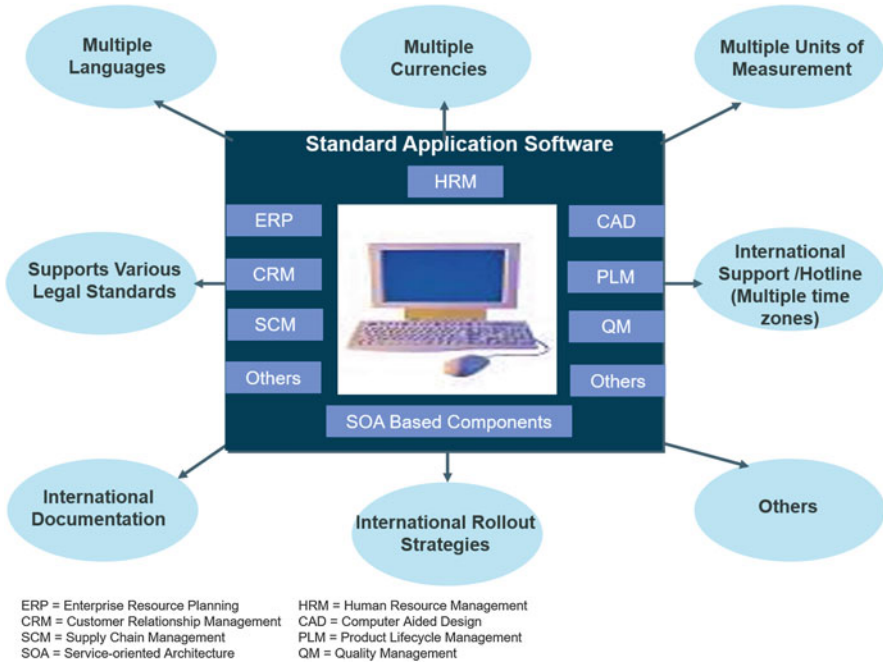 Multiple
Languages
Multiple
Currencies
Multiple Units of
Measurement
Standard Application Software
HRM
ERP
CAD
Supports Various
Legal Standards
CRM
PLM
International
Support /Hotline
(Multiple time
zones)
SCM
QM
Others
Others
SOA Based Components
International
Documentation
International Rollout
Strategies
Others
ERP = Enterprise Resource Planning
CRM = Customer Relationship Management
SCM = Supply Chain Management
SOA = Service-oriented Architecture
HRM = Human Resource Management
CAD = Computer Aided Design
PLM = Product Lifecycle Management
QM = Quality Management